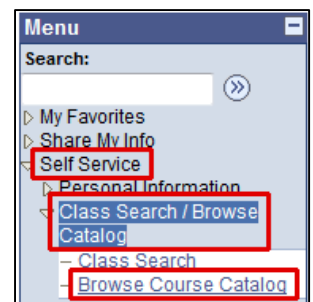 Menu
Search:
My Favorites
Share My Info
Self Service
Personal Information
Class Search / Browse
Catalog
– Class Search
– Browse Course Catalog